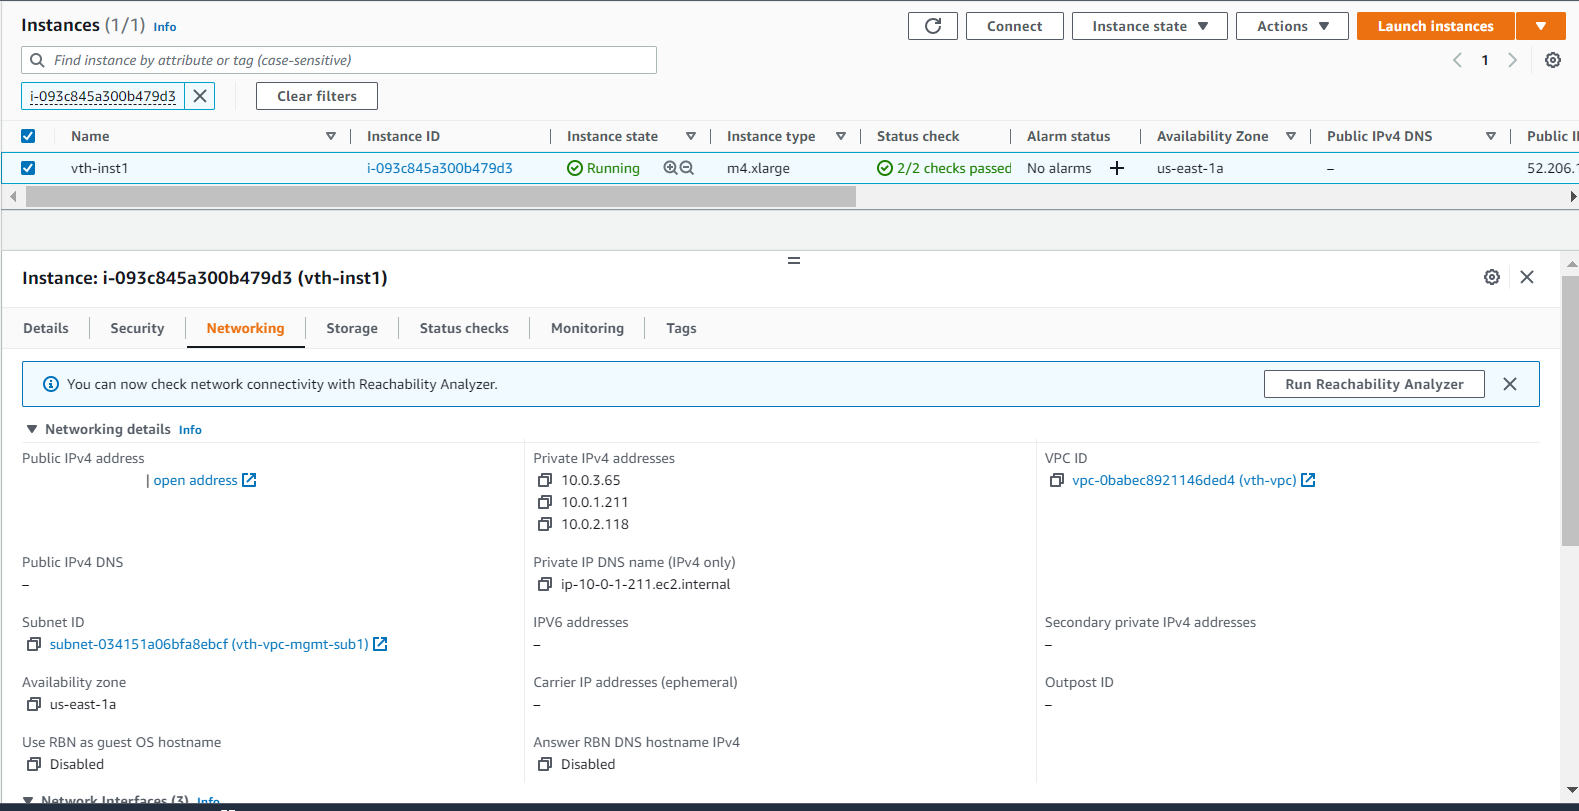 Instances (1/1) Info
Connect
Instance state
Actions
Launch instances
Find instance by attribute or tag (case-sensitive)
1
i-093c845a300b479d3
Clear filters
Name Instance ID Instance state Instance type Status check Alarm status Availability Zone Public IPv4 DNS Public
vth-inst1 i-093c845a300b479d3 Running m4.xlarge 2/2 checks passed No alarms + us-east-1a – 52.206.
Instance: i-093c845a300b479d3 (vth-inst1)
Details Security Networking Storage Status checks Monitoring Tags
You can now check network connectivity with Reachability Analyzer.
Run Reachability Analyzer
Networking details Info
Public IPv4 address
| open address
Private IPv4 addresses
10.0.3.65
10.0.1.211
10.0.2.118
VPC ID
vpc-0babec8921146ded4 (vth-vpc)
Public IPv4 DNS
–
Private IP DNS name (IPv4 only)
ip-10-0-1-211.ec2.internal
Subnet ID
subnet-034151a06bfa8ebcf (vth-vpc-mgmt-sub1)
IPV6 addresses
–
Secondary private IPv4 addresses
–
Availability zone
us-east-1a
Carrier IP addresses (ephemeral)
–
Outpost ID
–
Use RBN as guest OS hostname
Disabled
Answer RBN DNS hostname IPv4
Disabled
Network Interfaces (3) Info